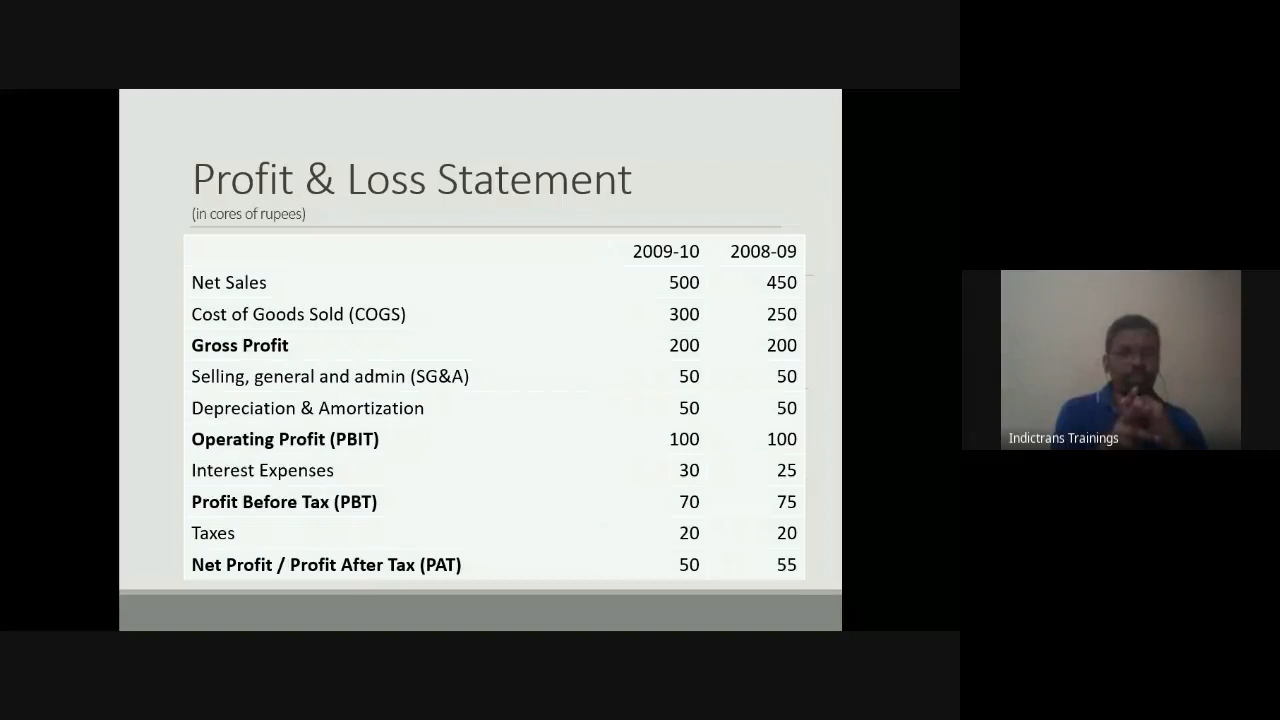 Profit & Loss Statement
(in cores of rupees)
2009-10 2008-09
Net Sales 500 450
Cost of Goods Sold (COGS) 300 250
Gross Profit 200 200
Selling, general and admin (SG&A) 50 50
Depreciation & Amortization 50 50
Operating Profit (PBIT) 100 100
Interest Expenses 30 25
Profit Before Tax (PBT) 70 75
Taxes 20 20
Net Profit / Profit After Tax (PAT) 50 55
Indictrans Trainings